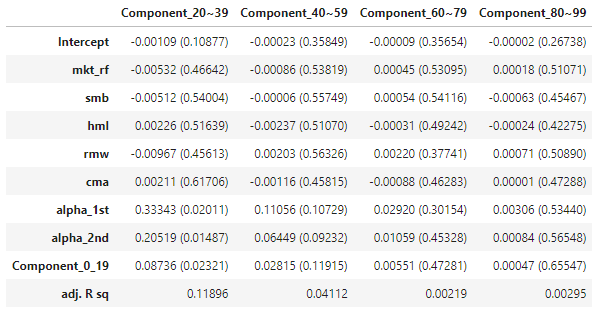 Component_20~39 Component_40~59 Component_60~79 Component_80~99
Intercept -0.00109 (0.10877) -0.00023 (0.35849) -0.00009 (0.35654) -0.00002 (0.26738)
mkt_rf -0.00532 (0.46642) -0.00086 (0.53819) 0.00045 (0.53095) 0.00018 (0.51071)
smb -0.00512 (0.54004) -0.00006 (0.55749) 0.00054 (0.54116) -0.00063 (0.45467)
hml 0.00226 (0.51639) -0.00237 (0.51070) -0.00031 (0.49242) -0.00024 (0.42275)
rmw -0.00967 (0.45613) 0.00203 (0.56326) 0.00220 (0.37741) 0.00071 (0.50890)
cma 0.00211 (0.61706) -0.00116 (0.45815) -0.00088 (0.46283) 0.00001 (0.47288)
alpha_1st 0.33343 (0.02011) 0.11056 (0.10729) 0.02920 (0.30154) 0.00306 (0.53440)
alpha_2nd 0.20519 (0.01487) 0.06449 (0.09232) 0.01059 (0.45328) 0.00084 (0.56548)
Component_0_19 0.08736 (0.02321) 0.02815 (0.11915) 0.00551 (0.47281) 0.00047 (0.65547)
adj. R sq 0.11896 0.04112 0.00219 0.00295